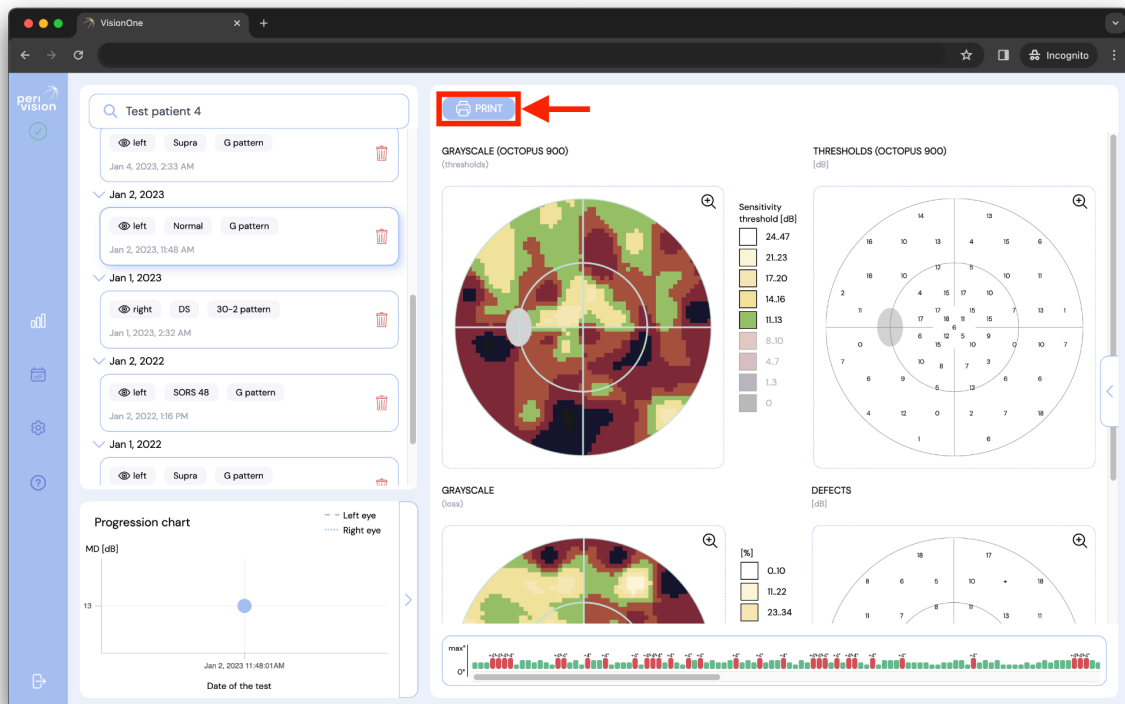 VisionOne
Incognito
peri
vision
Test patient 4
left Supra G pattern
Jan 4, 2023, 2:33 AM
Jan 2, 2023
left Normal G pattern
Jan 2, 2023, 11:48 AM
Jan 1, 2023
right DS 30-2 pattern
Jan 1, 2023, 2:32 AM
Jan 2, 2022
left SORS 48 G pattern
Jan 2, 2022, 1:16 PM
Jan 1, 2022
left Supra G pattern
Progression chart
Left eye
Right eye
MD [dB]
13
Jan 2, 2023 11:48:01AM
Date of the test
PRINT
GRAYSCALE (OCTOPUS 900)
(thresholds)
Sensitivity
threshold [dB]
24..47
21..23
17..20
14..16
11..13
8..10
4..7
1..3
0
THRESHOLDS (OCTOPUS 900)
[dB]
14 13
16 10 13 4 15 6
12 5
16 10 10 11
2 4 15 17 10
11 17 17 7 13 1
17 18 11 15
6
6 12 5 9
0 15 10 0 10 7
7 10 8 7 3
6 9 5 12 6 6
4 12 0 2 7 18
1 6
GRAYSCALE
(loss)
[%]
0..10
11..22
23..34
DEFECTS
[dB]
18 17
8 6 5 10 + 18
8 11
11 7 13 11
max°
0°